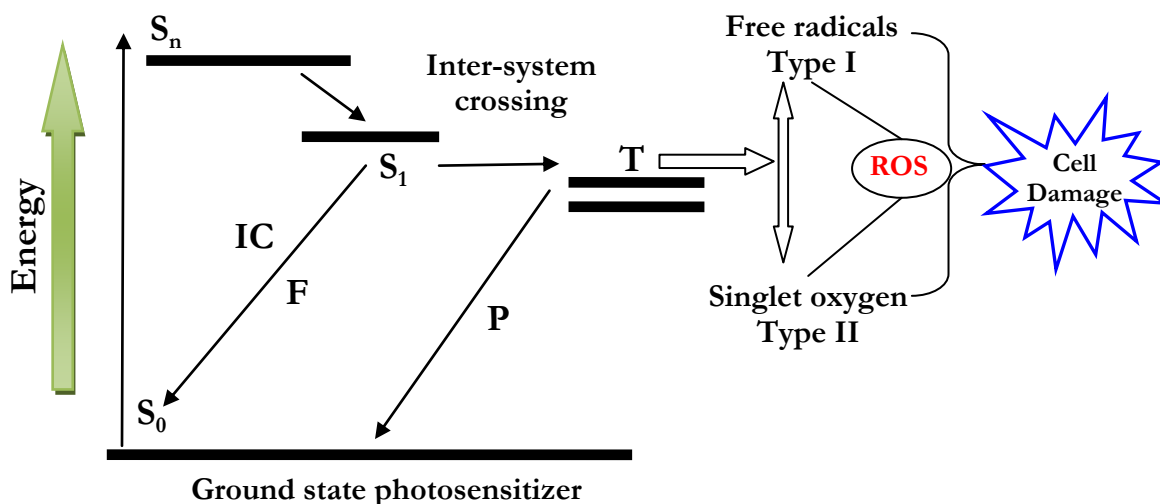 Energy
Sₙ
Inter-system
crossing
Free radicals
Type I
S₁
T
ROS
Cell
Damage
IC
F
P
Singlet oxygen
Type II
S₀
Ground state photosensitizer